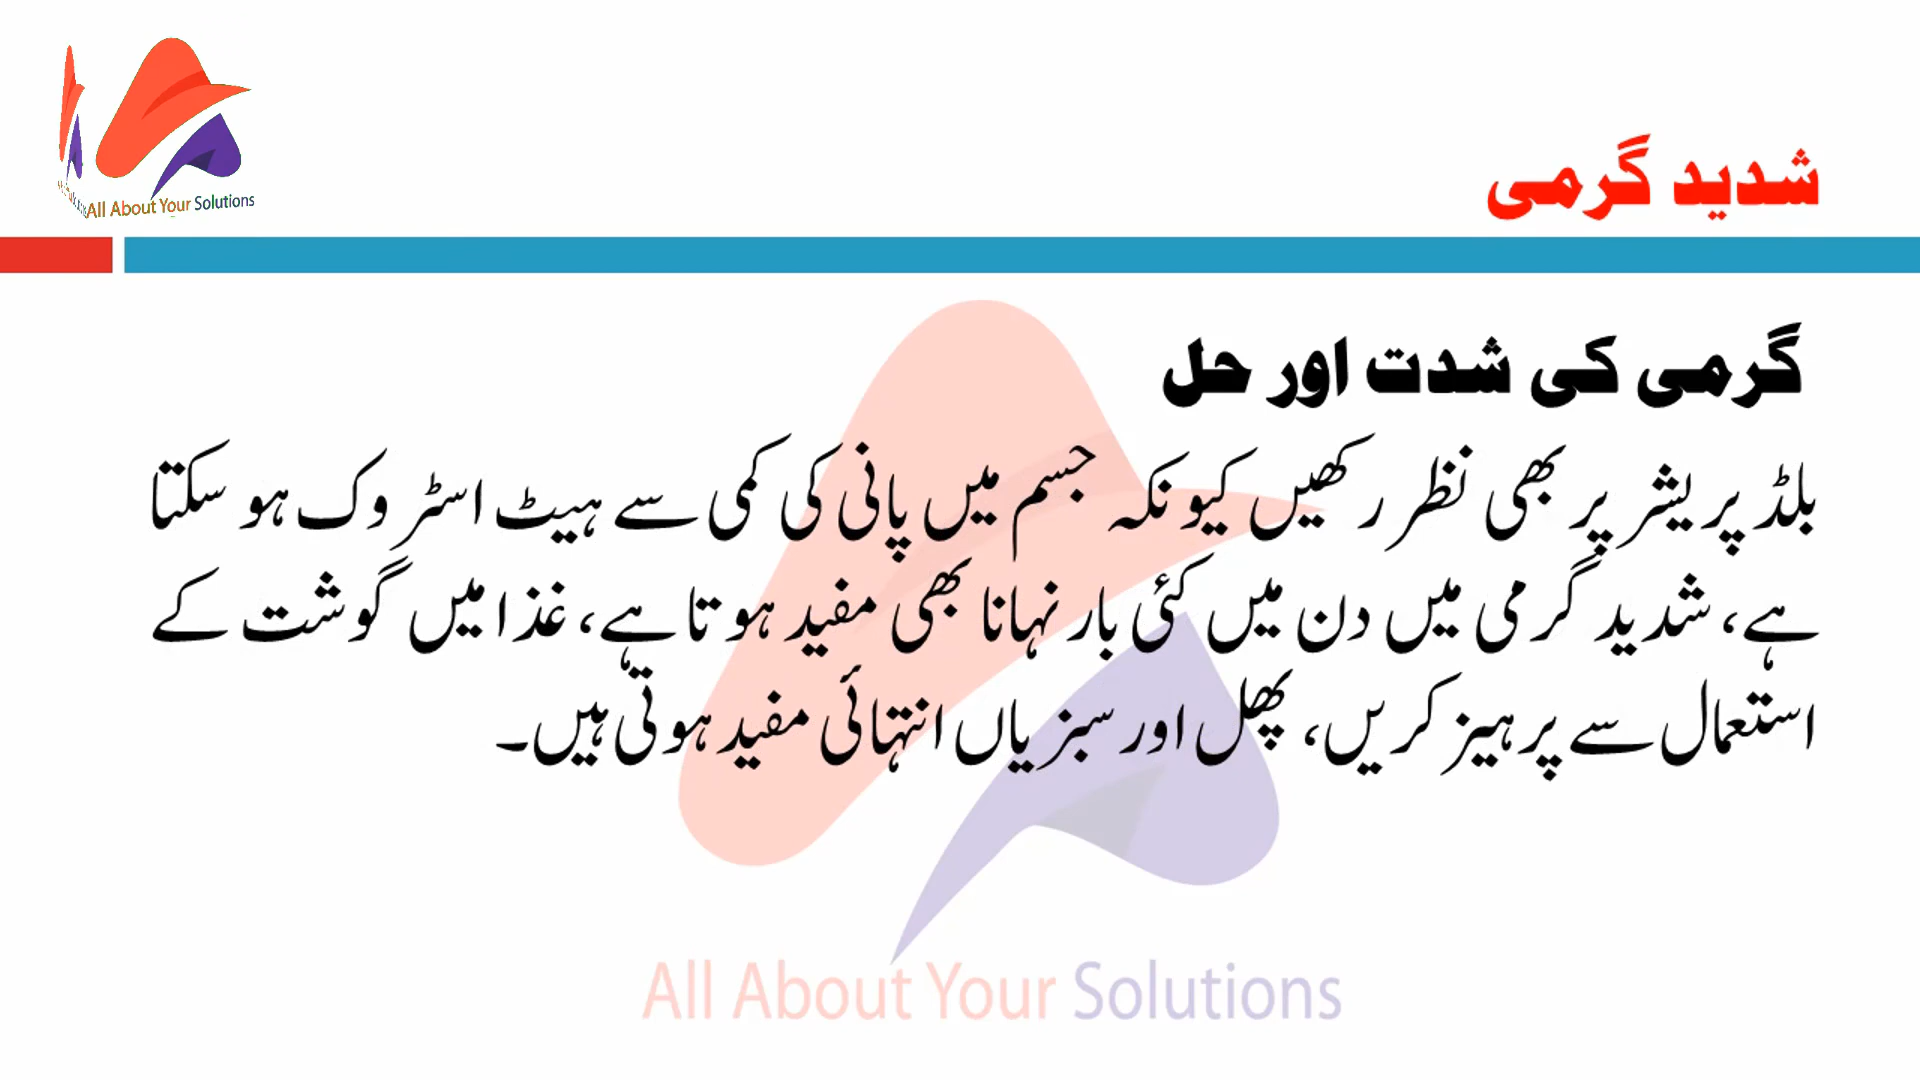 All About Your Solutions
شدید گرمی
گرمی کی شدت اور حل
بلڈ پریشر پر بھی نظر رکھیں کیونکہ جسم میں پانی کی کمی سے ہیٹ اسٹروک ہو سکتا
ہے، شدید گرمی میں دن میں کئی بار نہانا بھی مفید ہوتا ہے، غذا میں گوشت کے
استعمال سے پرہیز کریں، پھل اور سبزیاں انتہائی مفید ہوتی ہیں۔
All About Your Solutions